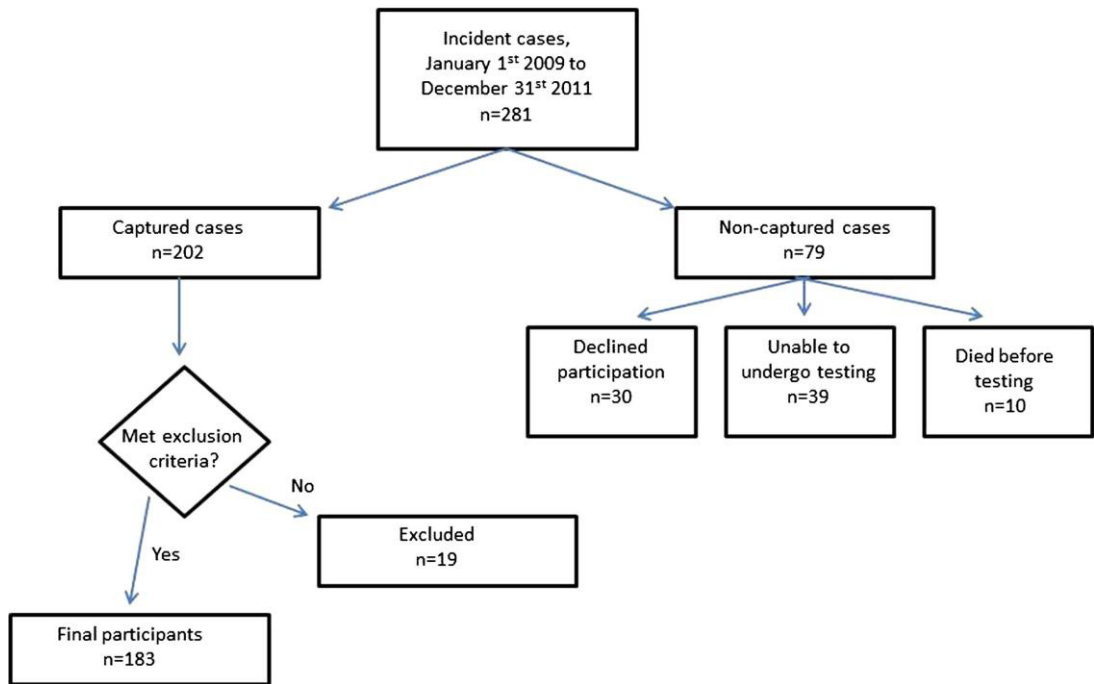 Incident cases,
January 1st 2009 to
December 31st 2011
n=281
Captured cases
n=202
Non-captured cases
n=79
Declined
participation
n=30
Unable to
undergo testing
n=39
Died before
testing
n=10
Met exclusion
criteria?
No
Excluded
n=19
Yes
Final participants
n=183